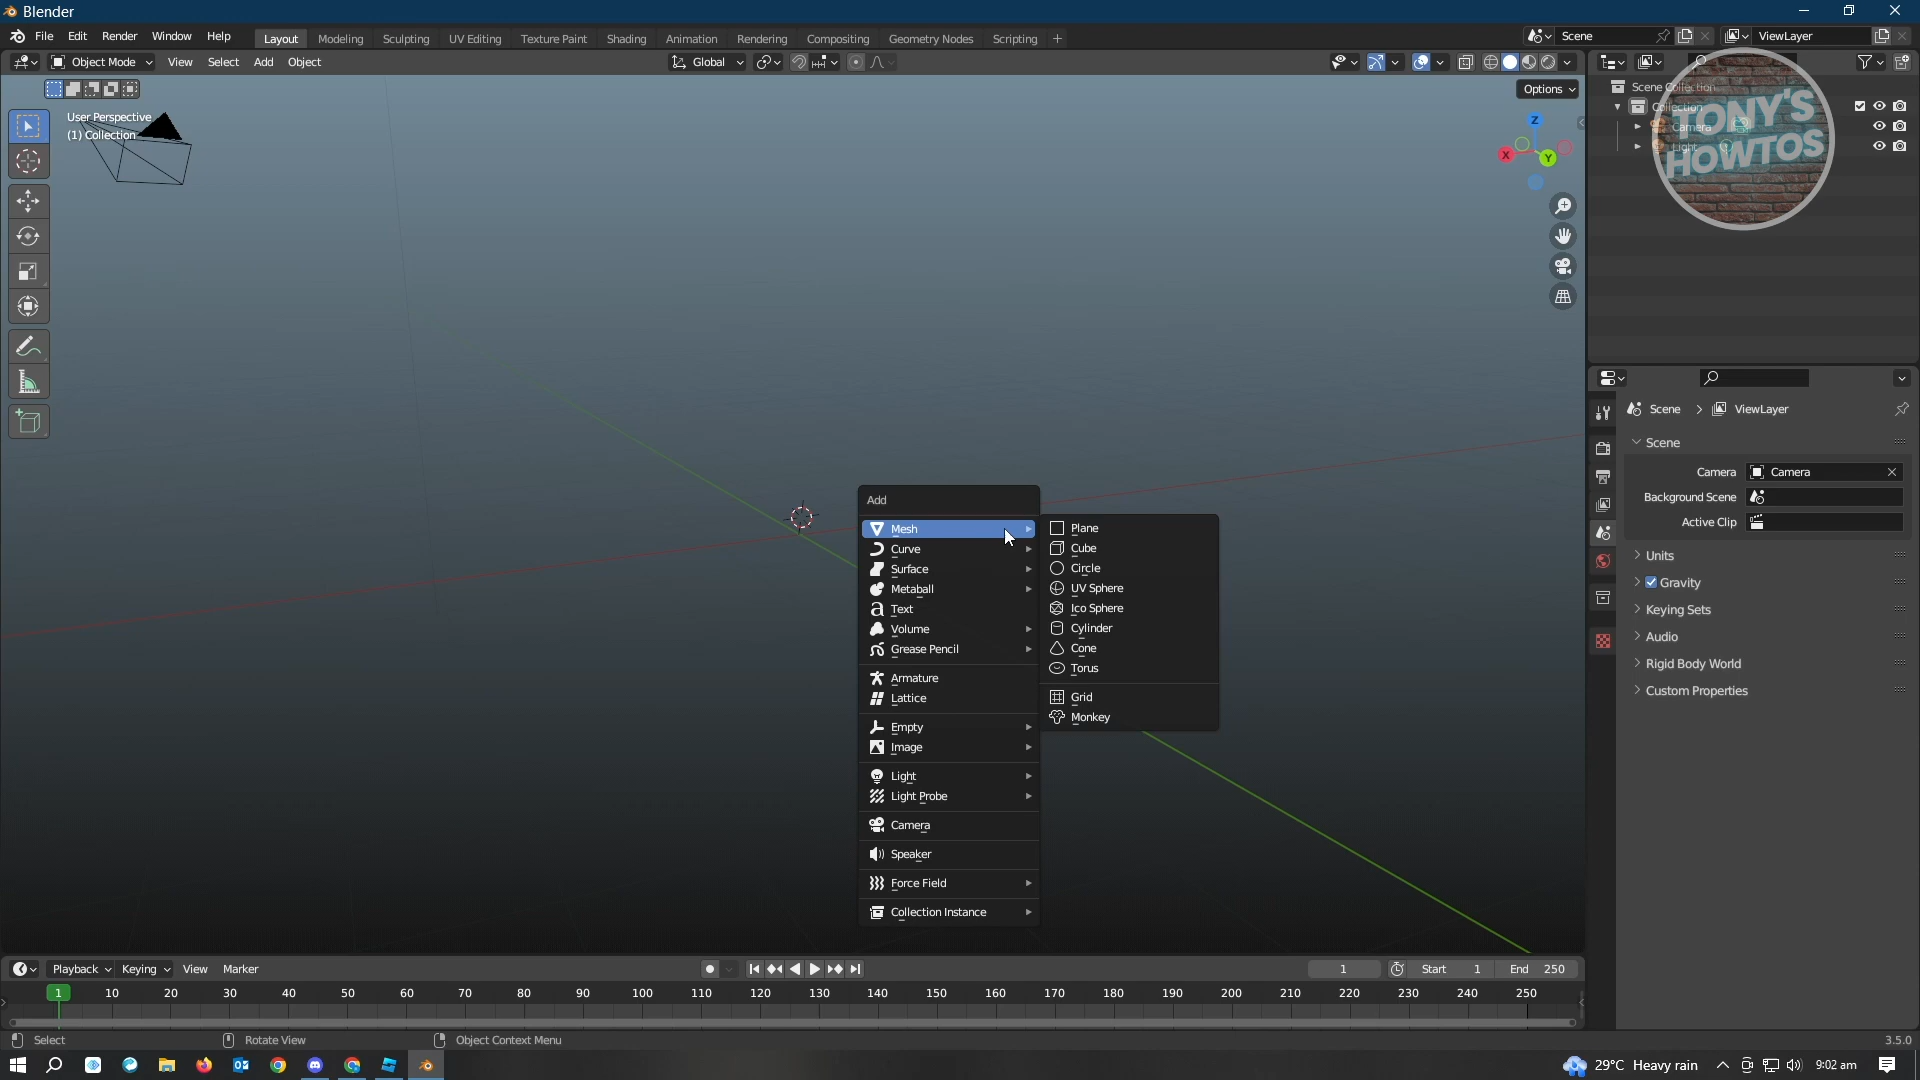 Blender
File Edit Render Window Help Layout Modeling Sculpting UV Editing Texture Paint Shading Animation Rendering Compositing Geometry Nodes Scripting + Scene ViewLayer
Object Mode View Select Add Object Global
Options
User Perspective
(1) Collection
Z
X
Y
Scene Collection
Collection
Camera
Light
TONY'S
HOWTOS
Scene > ViewLayer
Scene
Camera Camera
Background Scene
Active Clip
Units
Gravity
Keying Sets
Audio
Rigid Body World
Custom Properties
Add
Mesh
Curve
Surface
Metaball
Text
Volume
Grease Pencil
Armature
Lattice
Empty
Image
Light
Light Probe
Camera
Speaker
Force Field
Collection Instance
Plane
Cube
Circle
UV Sphere
Ico Sphere
Cylinder
Cone
Torus
Grid
Monkey
Playback Keying View Marker 1 Start 1 End 250
1 10 20 30 40 50 60 70 80 90 100 110 120 130 140 150 160 170 180 190 200 210 220 230 240 250
Select Rotate View Object Context Menu 3.5.0
29°C Heavy rain 9:02 am